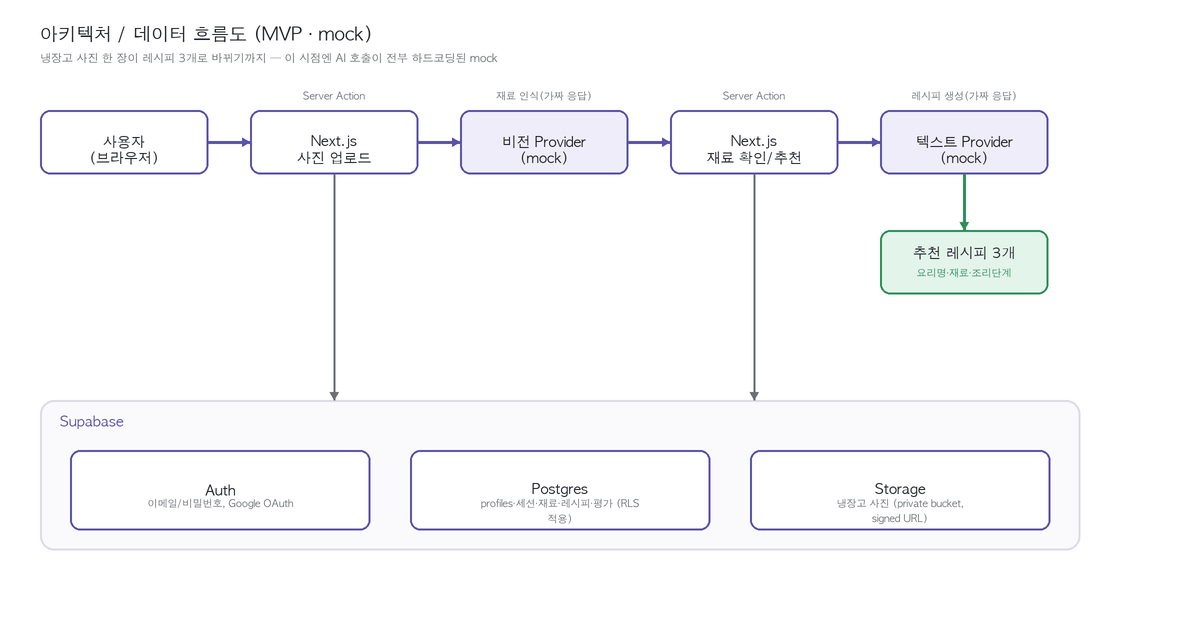 아키텍처 / 데이터 흐름도 (MVP · mock)
냉장고 사진 한 장이 레시피 3개로 바뀌기까지 — 이 시점엔 AI 호출이 전부 하드코딩된 mock
Server Action
재료 인식(가짜 응답)
Server Action
레시피 생성(가짜 응답)
사용자
(브라우저)
Next.js
사진 업로드
비전 Provider
(mock)
Next.js
재료 확인/추천
텍스트 Provider
(mock)
추천 레시피 3개
요리명·재료·조리단계
Supabase
Auth
이메일/비밀번호, Google OAuth
Postgres
profiles·세션·재료·레시피·평가 (RLS
적용)
Storage
냉장고 사진 (private bucket,
signed URL)